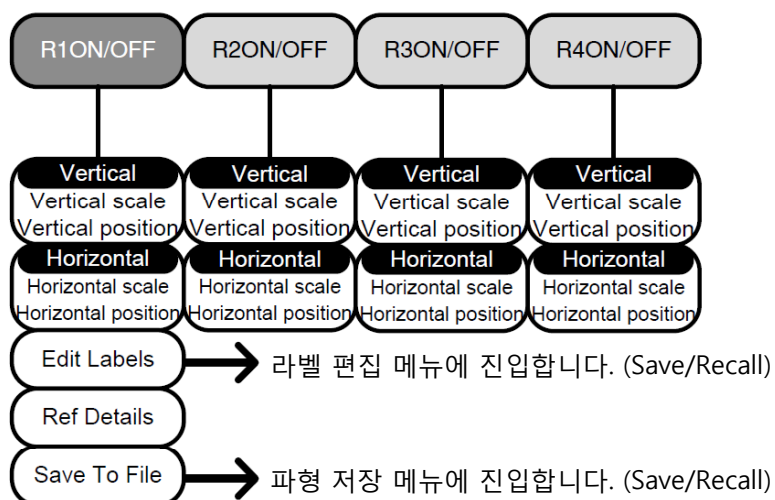 R1ON/OFF R2ON/OFF R3ON/OFF R4ON/OFF
Vertical Vertical Vertical Vertical
Vertical scale Vertical scale Vertical scale Vertical scale
Vertical position Vertical position Vertical position Vertical position
Horizontal Horizontal Horizontal Horizontal
Horizontal scale Horizontal scale Horizontal scale Horizontal scale
Horizontal position Horizontal position Horizontal position Horizontal position
Edit Labels 라벨 편집 메뉴에 진입합니다. (Save/Recall)
Ref Details
Save To File 파형 저장 메뉴에 진입합니다. (Save/Recall)